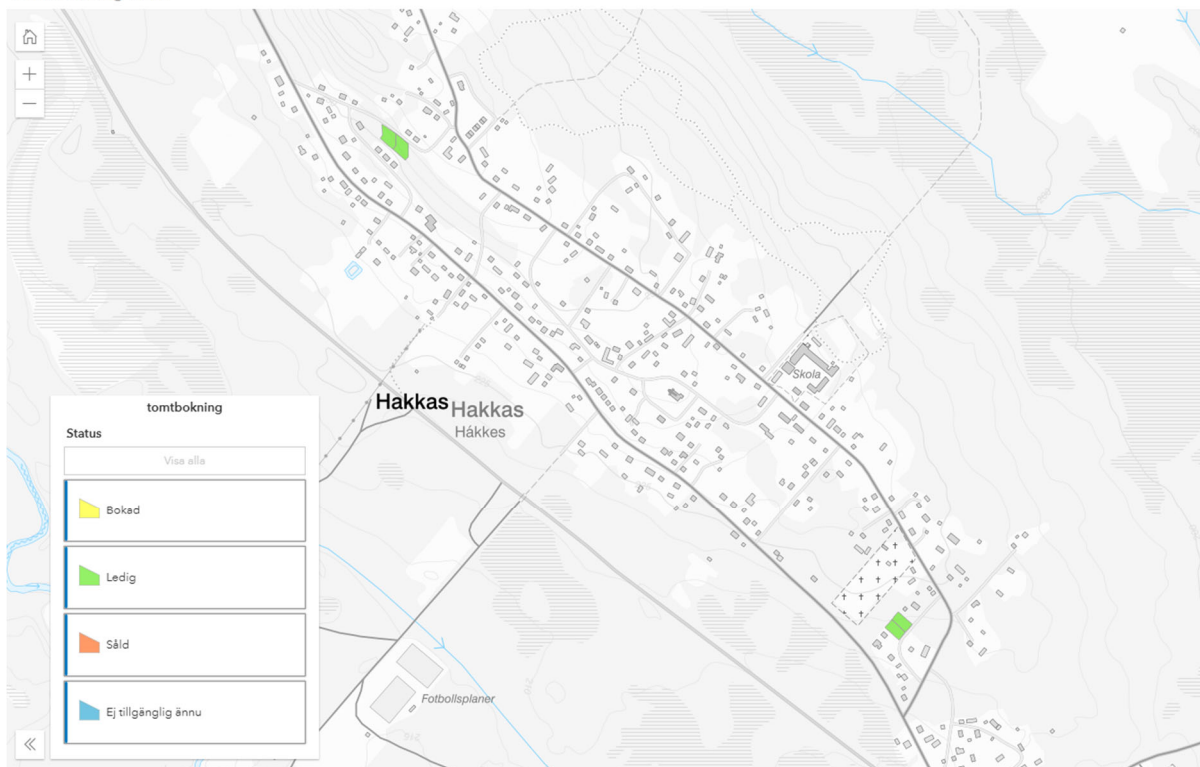 Skola
Hakkas
Hakkas
Hákkes
tomtbokning
Status
Visa alla
Bokad
Ledig
Såld
Ej tillgänglig ännu
Fotbollsplaner